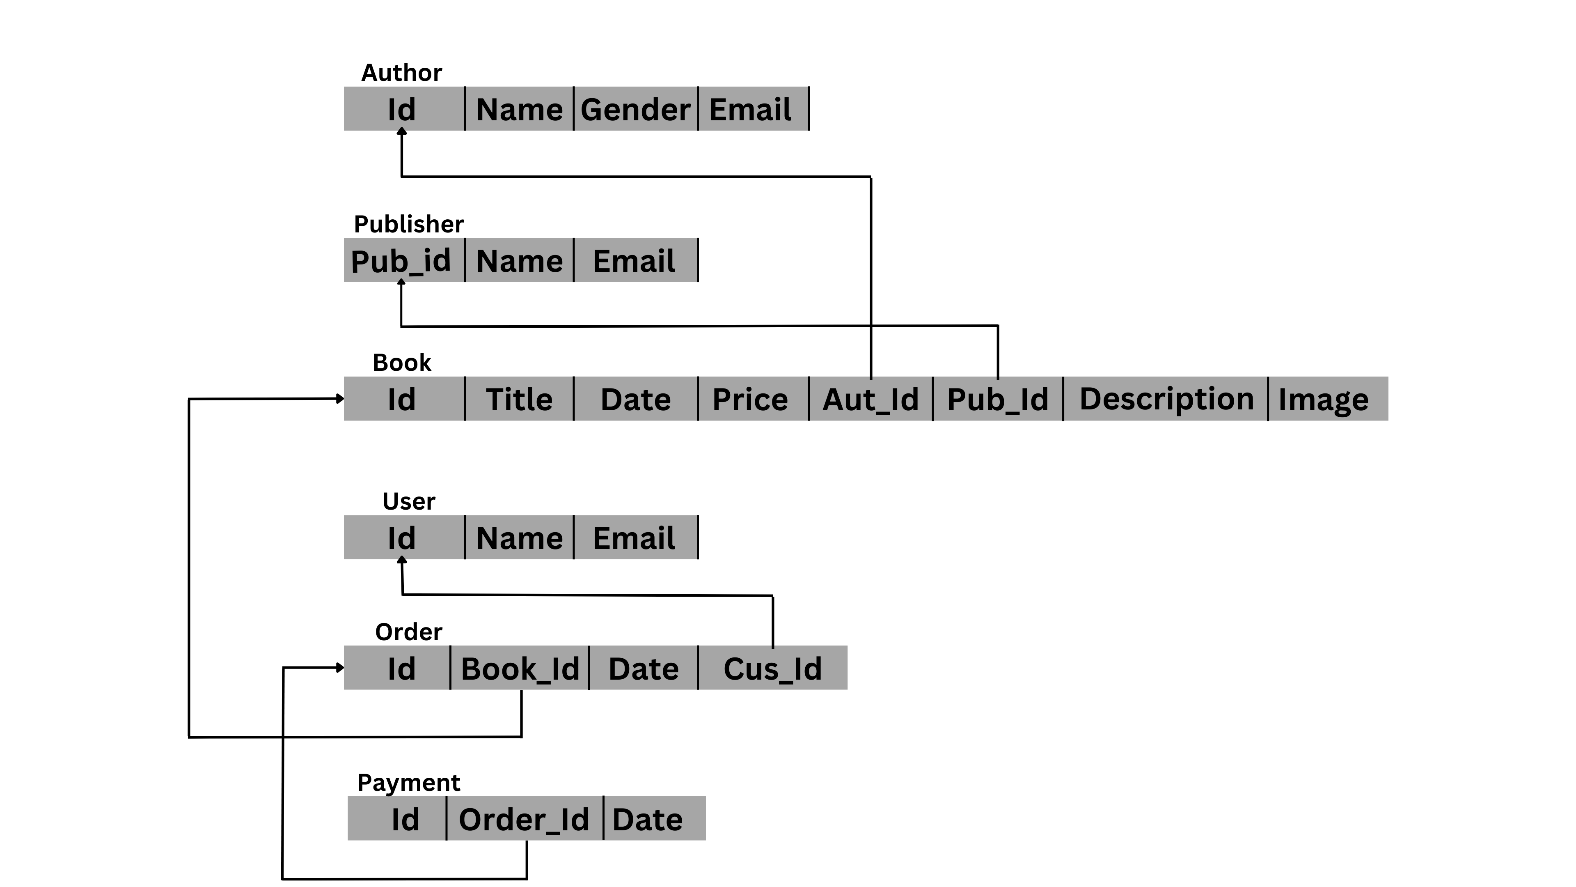 Author
Id Name Gender Email
Publisher
Pub_id Name Email
Book
Id Title Date Price Aut_Id Pub_Id Description Image
User
Id Name Email
Order
Id Book_Id Date Cus_Id
Payment
Id Order_Id Date